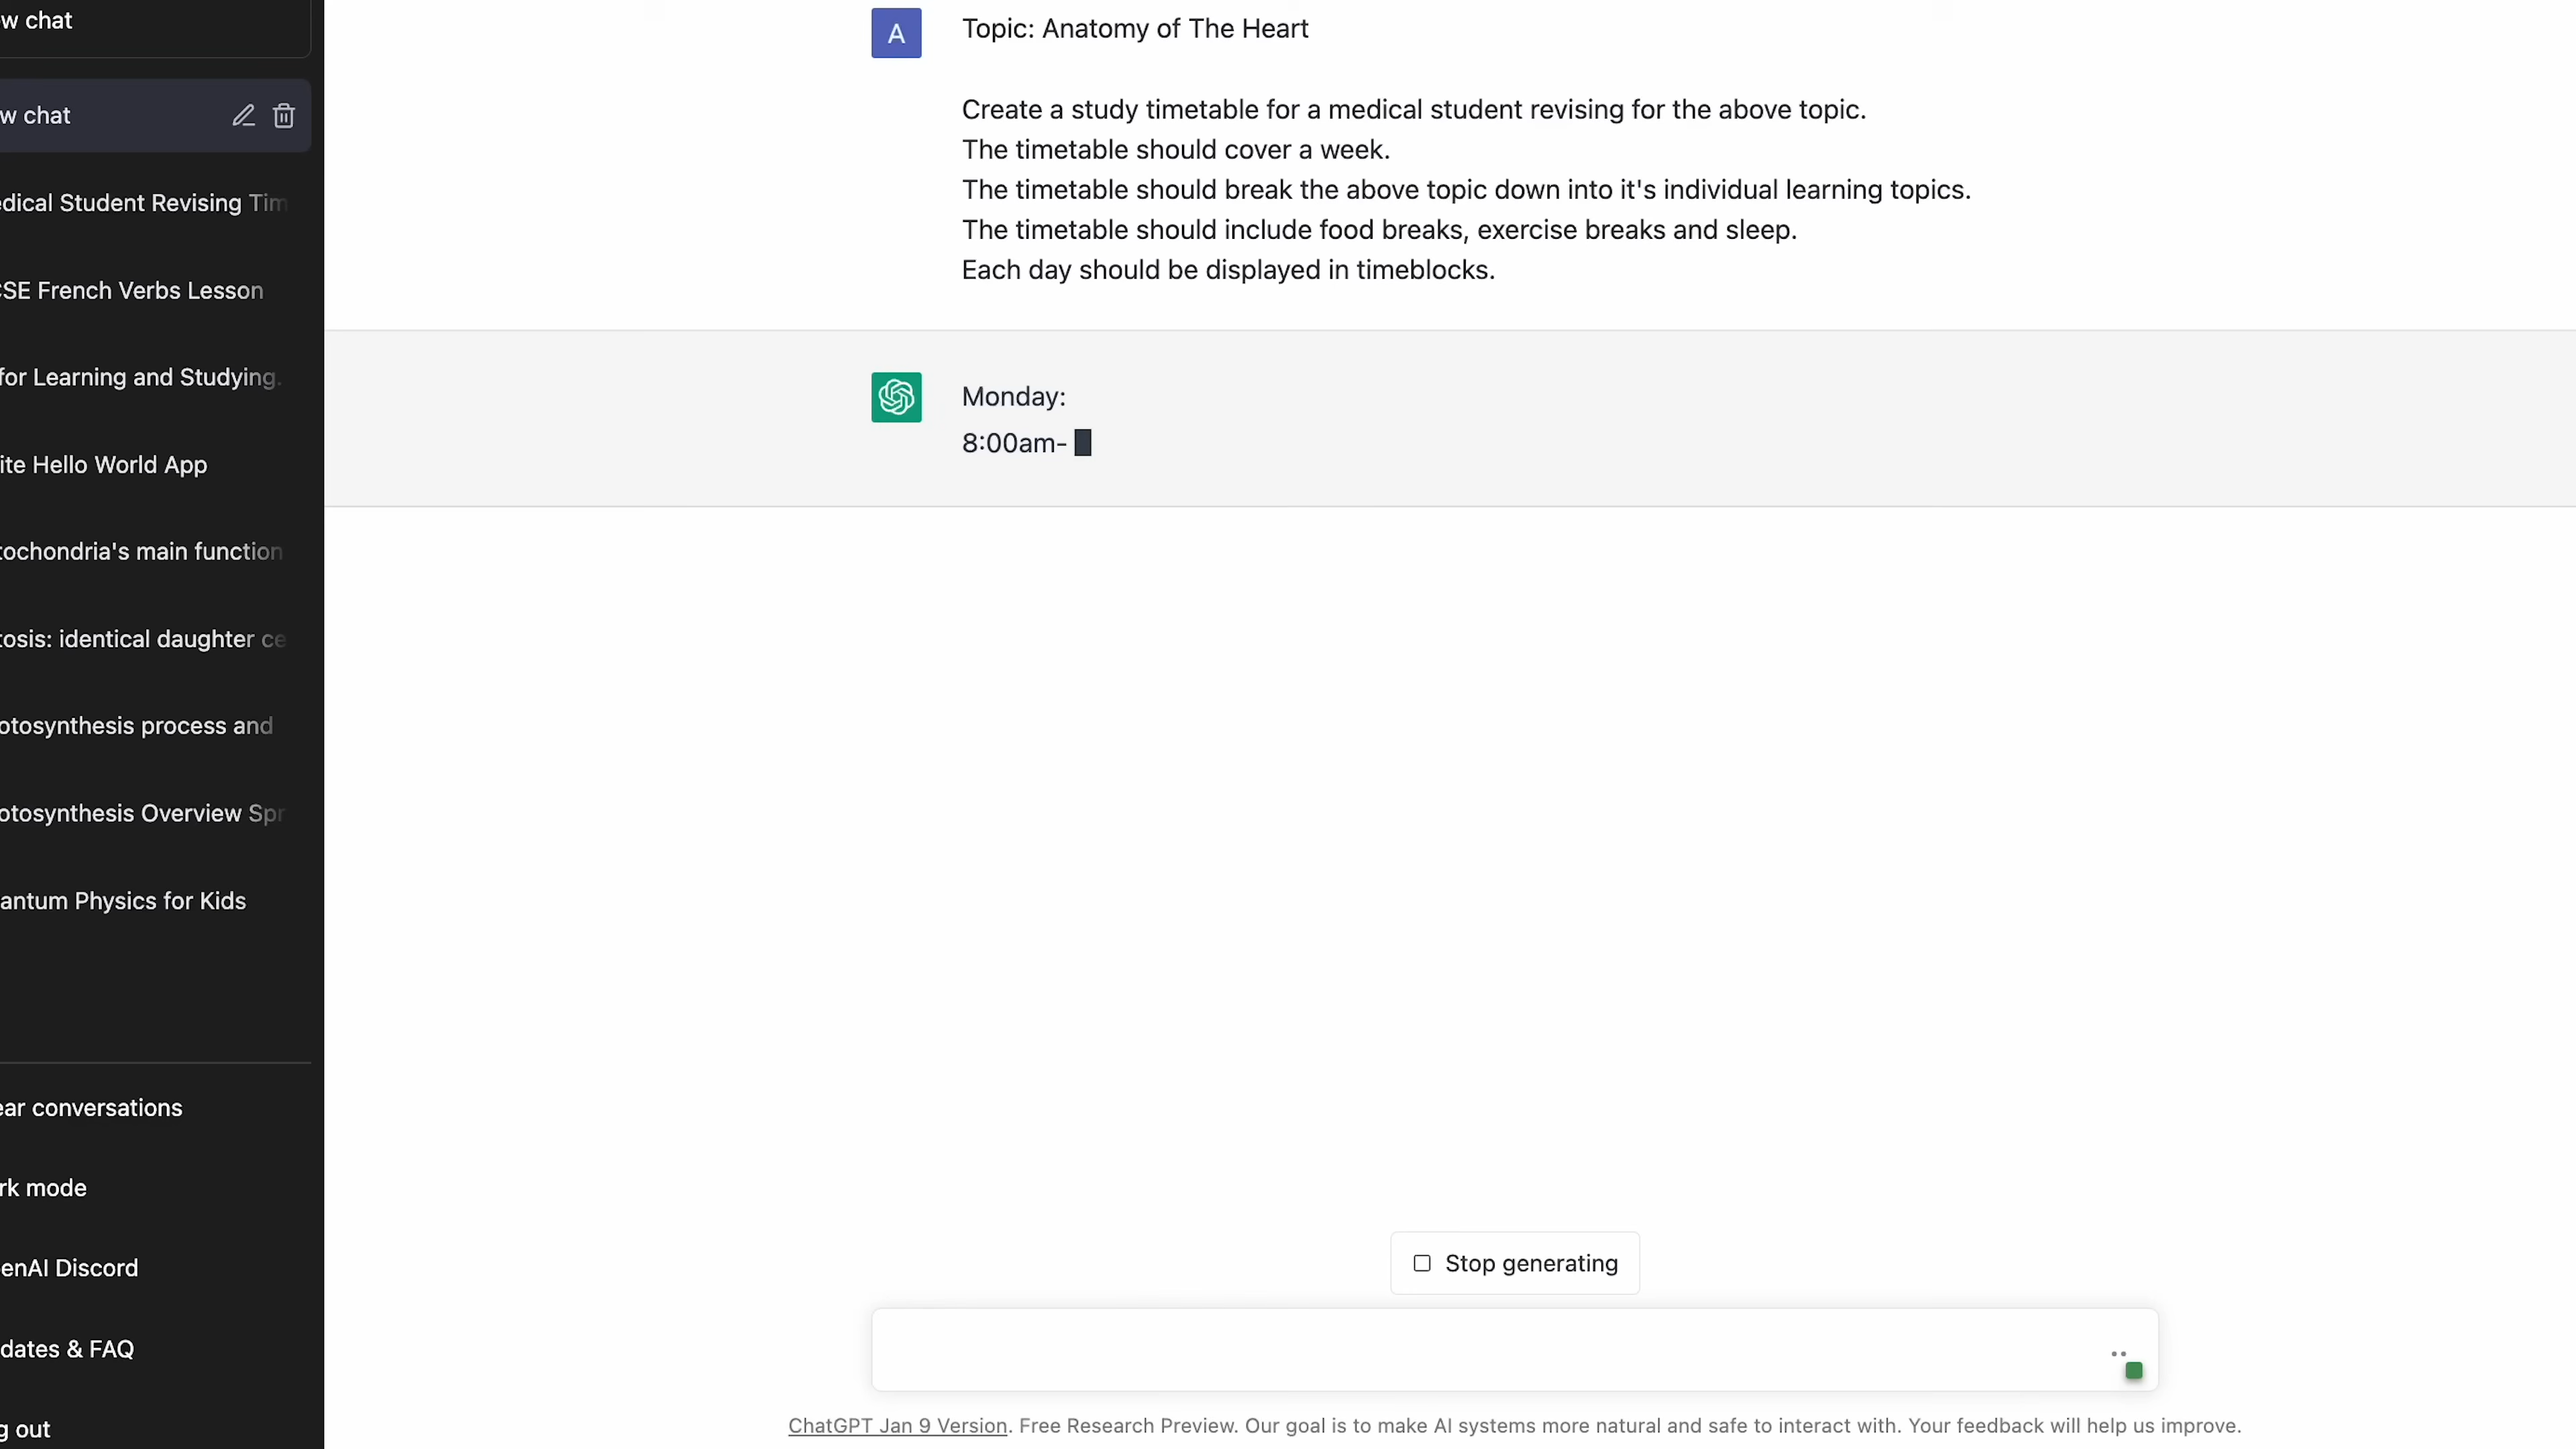 w chat
w chat
edical Student Revising Tim
CSE French Verbs Lesson
for Learning and Studying.
ite Hello World App
tochondria's main function
tosis: identical daughter ce
otosynthesis process and
otosynthesis Overview Spr
antum Physics for Kids
ear conversations
rk mode
enAI Discord
dates & FAQ
g out
A
Topic: Anatomy of The Heart
Create a study timetable for a medical student revising for the above topic.
The timetable should cover a week.
The timetable should break the above topic down into it's individual learning topics.
The timetable should include food breaks, exercise breaks and sleep.
Each day should be displayed in timeblocks.
Monday:
8:00am-
Stop generating
ChatGPT Jan 9 Version. Free Research Preview. Our goal is to make AI systems more natural and safe to interact with. Your feedback will help us improve.